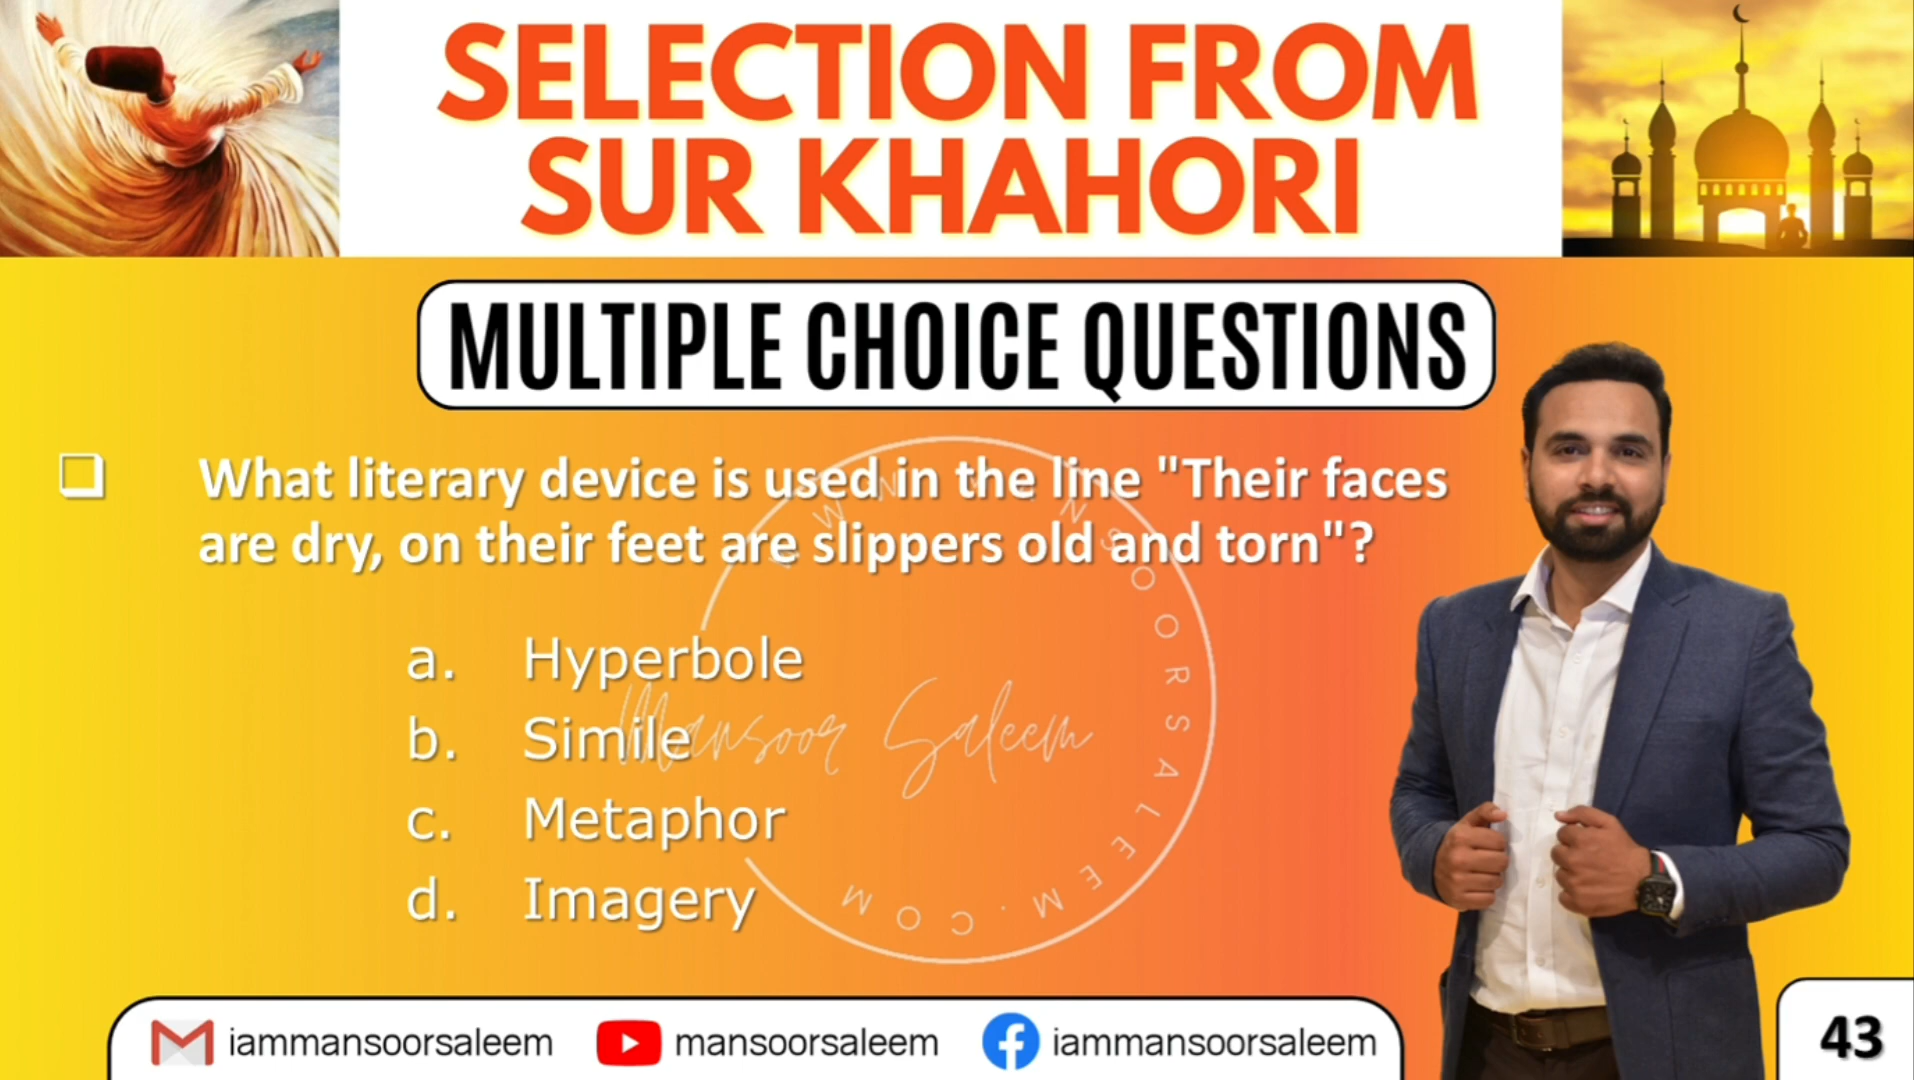 SELECTION FROM
SUR KHAHORI
MULTIPLE CHOICE QUESTIONS
What literary device is used in the line "Their faces
are dry, on their feet are slippers old and torn"?
a. Hyperbole
b. Simile
c. Metaphor
d. Imagery
Mansoor Saleem
WWW.MANSOORSALEEM.COM
iammansoorsaleem
mansoorsaleem
iammansoorsaleem
43